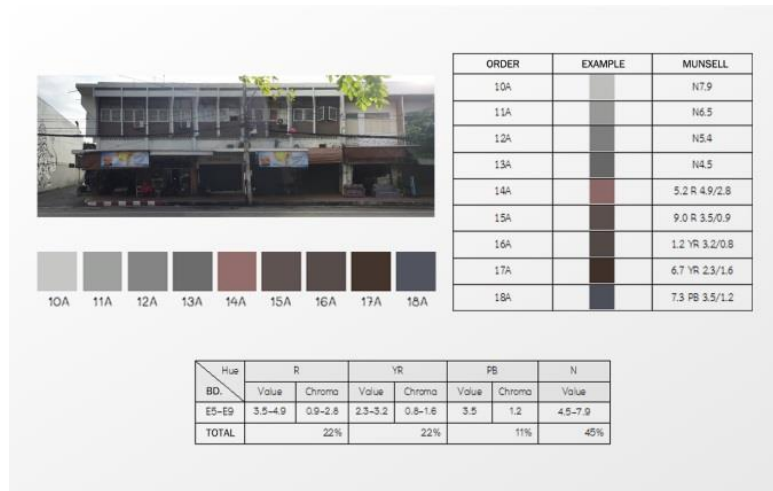 ORDER EXAMPLE MUNSELL
10A N7.9
11A N6.5
12A N5.4
13A N4.5
14A 5.2 R 4.9/2.8
15A 9.0 R 3.5/0.9
16A 1.2 YR 3.2/0.8
17A 6.7 YR 2.3/1.6
18A 7.3 PB 3.5/1.2
10A 11A 12A 13A 14A 15A 16A 17A 18A
Hue R YR PB N
BD. Value Chroma Value Chroma Value Chroma Value
E5-E9 3.5-4.9 0.9-2.8 2.3-3.2 0.8-1.6 3.5 1.2 4.5-7.9
TOTAL 22% 22% 11% 45%